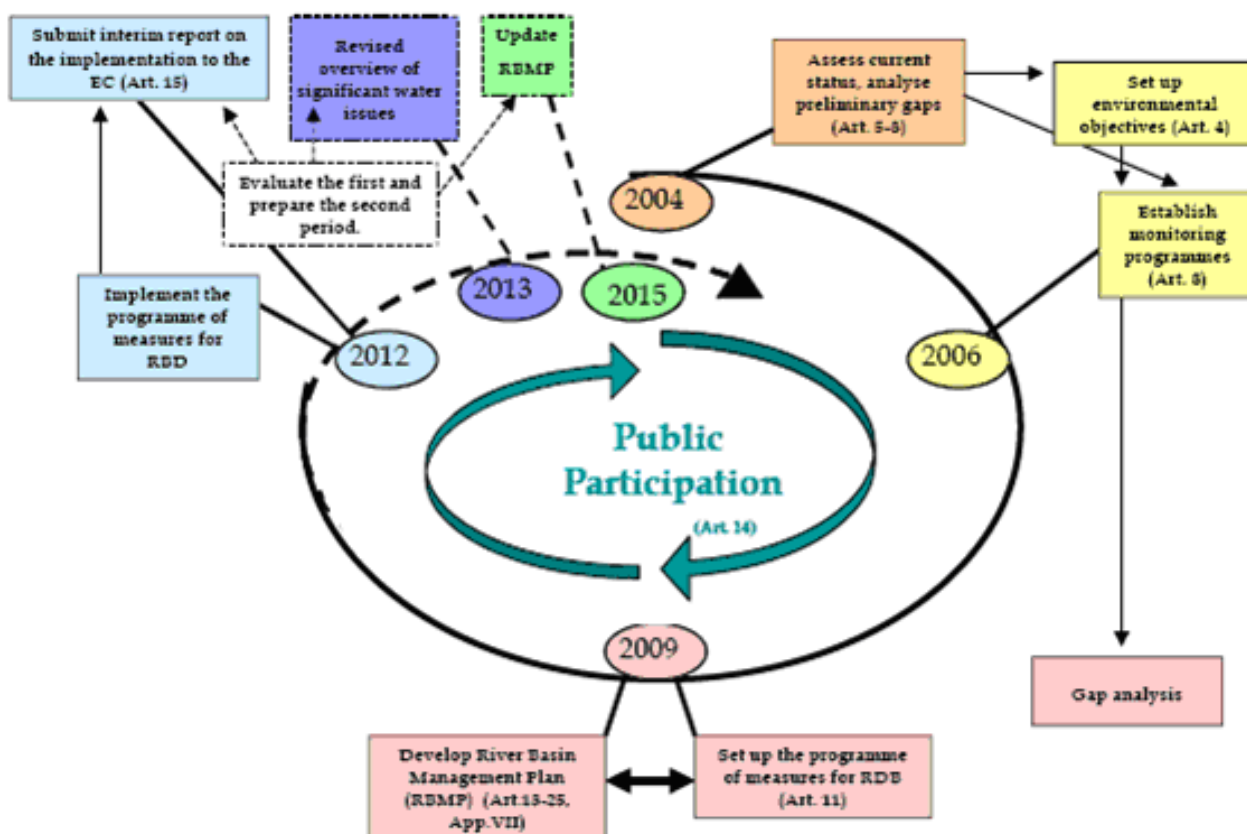 Submit interim report on
the implementation to the
EC (Art. 15)
Revised
overview of
significant water
issues
Update
RBMP
Assess current
status, analyse
preliminary gaps
(Art. 5-8)
Set up
environmental
objectives (Art. 4)
Evaluate the first and
prepare the second
period.
2004
Establish
monitoring
programmes
(Art. 8)
Implement the
programme of
measures for
RBD
2013
2015
2012
2006
Public
Participation
(Art. 14)
2009
Gap analysis
Develop River Basin
Management Plan
(RBMP) (Art.13-25,
App.VII)
Set up the programme
of measures for RDB
(Art. 11)